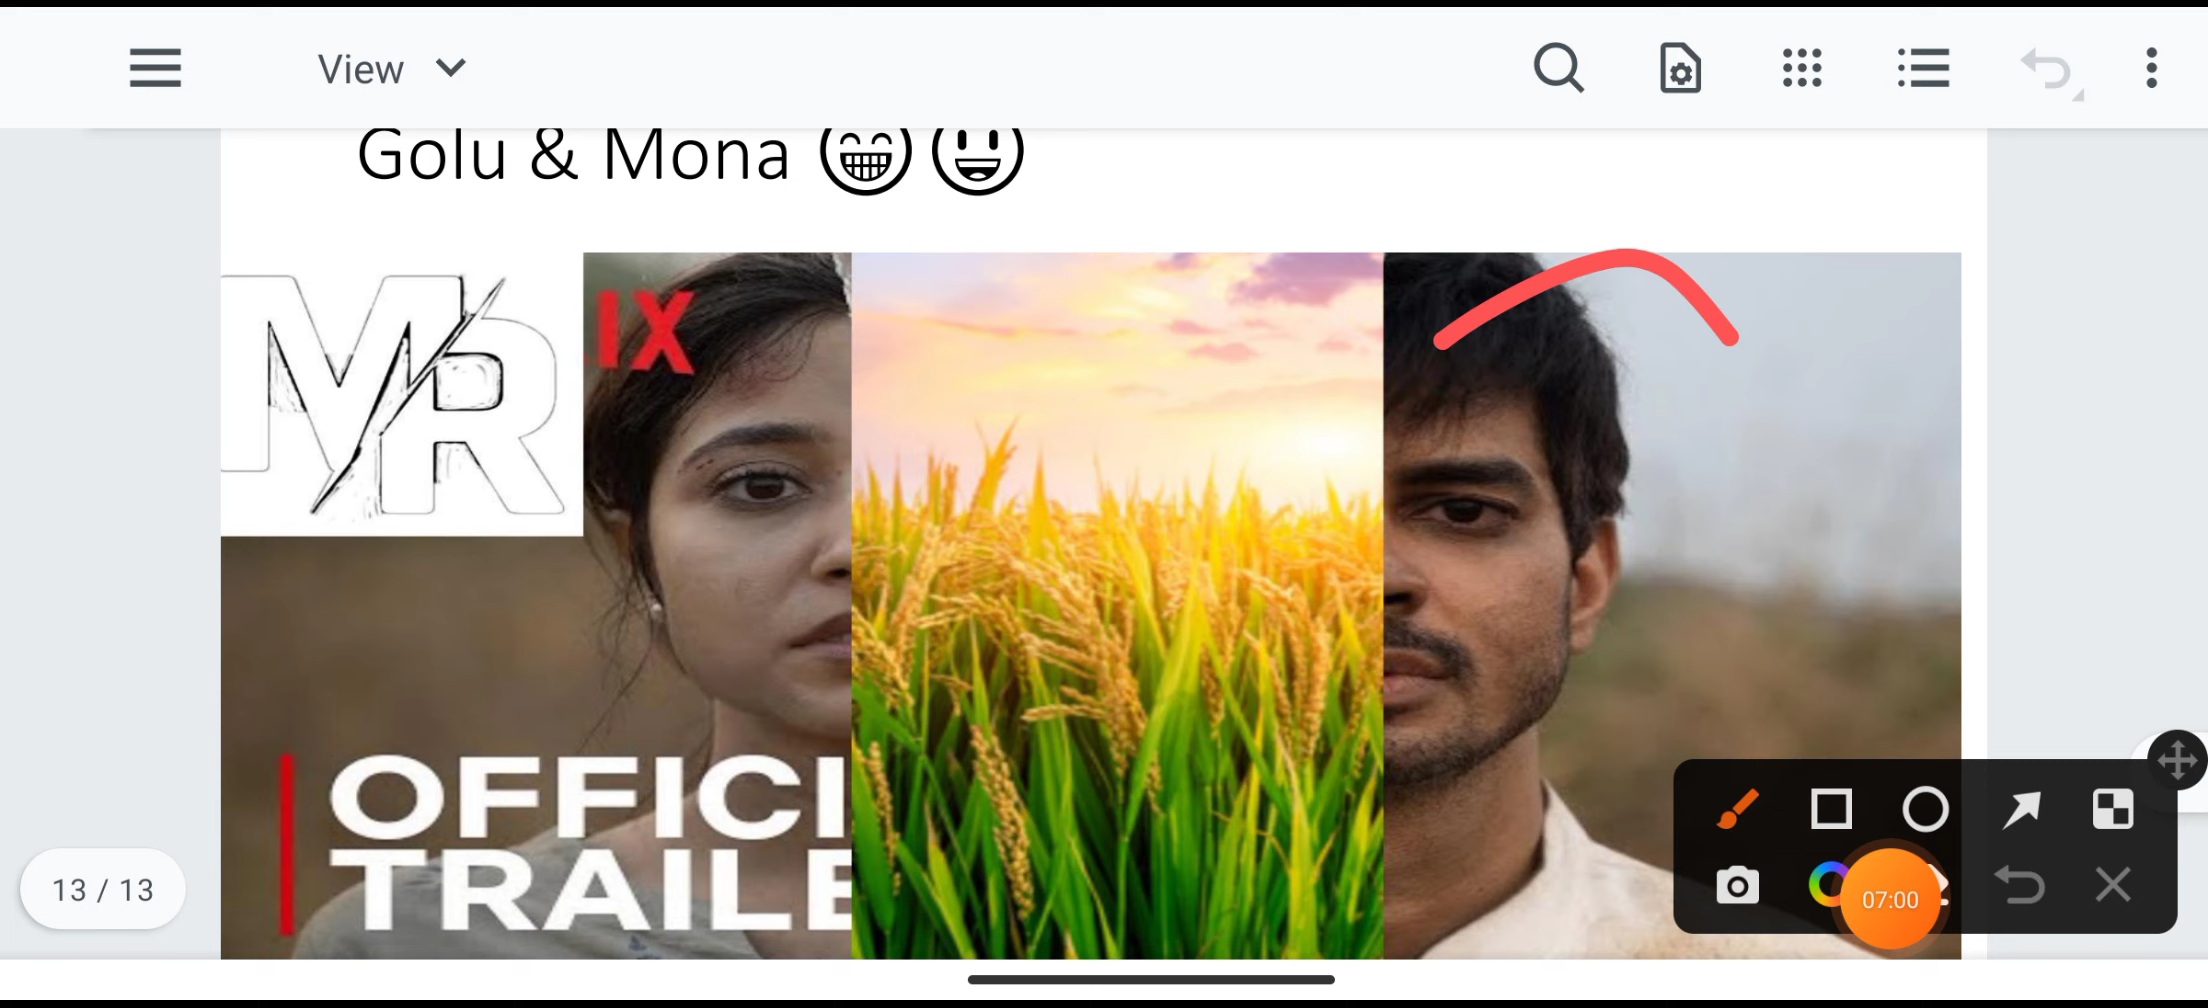 View
Golu & Mona 😁😃
MR
IX
OFFICI
TRAILE
13 / 13
07:00